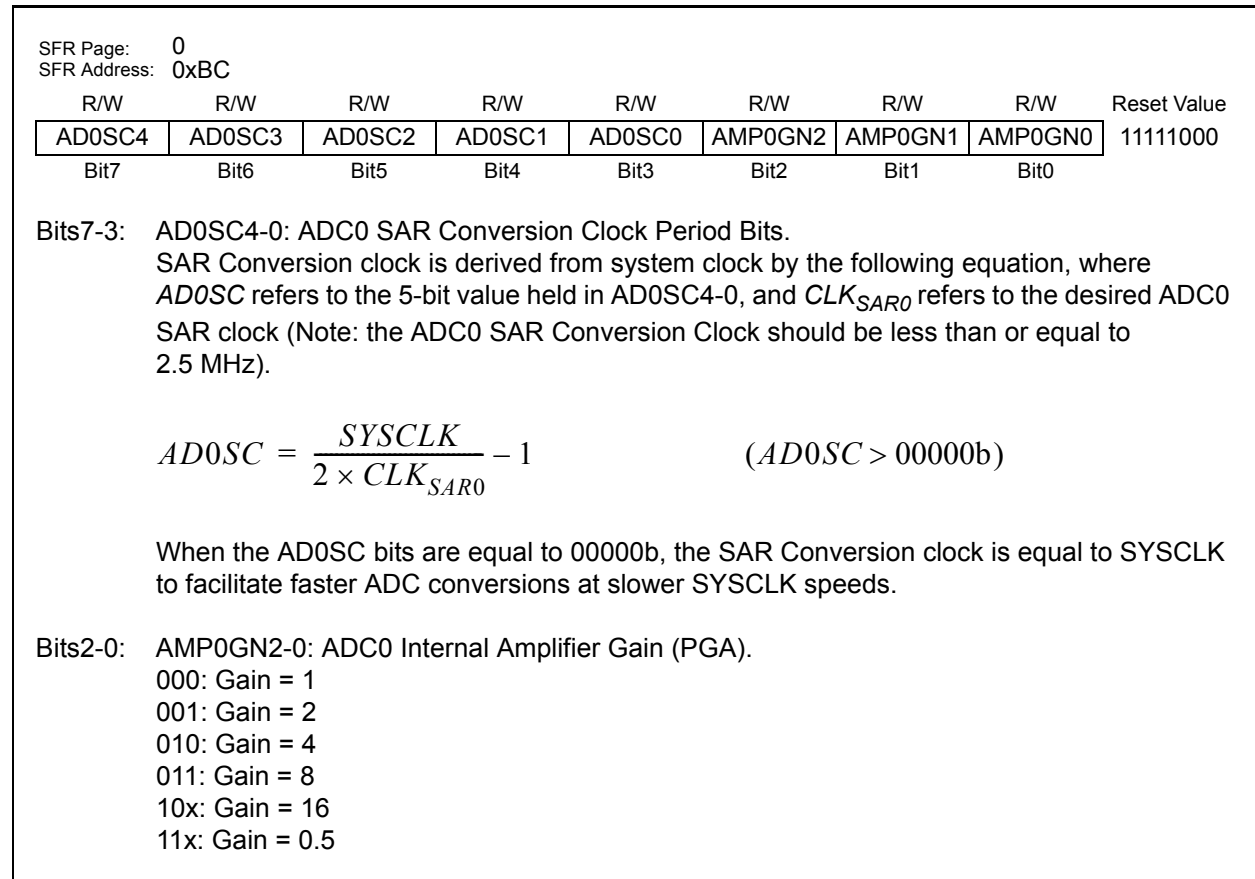 SFR Page: 0
SFR Address: 0xBC
R/W R/W R/W R/W R/W R/W R/W R/W Reset Value
AD0SC4 AD0SC3 AD0SC2 AD0SC1 AD0SC0 AMP0GN2 AMP0GN1 AMP0GN0 11111000
Bit7 Bit6 Bit5 Bit4 Bit3 Bit2 Bit1 Bit0
Bits7-3: AD0SC4-0: ADC0 SAR Conversion Clock Period Bits.
SAR Conversion clock is derived from system clock by the following equation, where
AD0SC refers to the 5-bit value held in AD0SC4-0, and CLK_SAR0 refers to the desired ADC0
SAR clock (Note: the ADC0 SAR Conversion Clock should be less than or equal to
2.5 MHz).
AD0SC = SYSCLK / (2 × CLK_SAR0) – 1 (AD0SC > 00000b)
When the AD0SC bits are equal to 00000b, the SAR Conversion clock is equal to SYSCLK
to facilitate faster ADC conversions at slower SYSCLK speeds.
Bits2-0: AMP0GN2-0: ADC0 Internal Amplifier Gain (PGA).
000: Gain = 1
001: Gain = 2
010: Gain = 4
011: Gain = 8
10x: Gain = 16
11x: Gain = 0.5